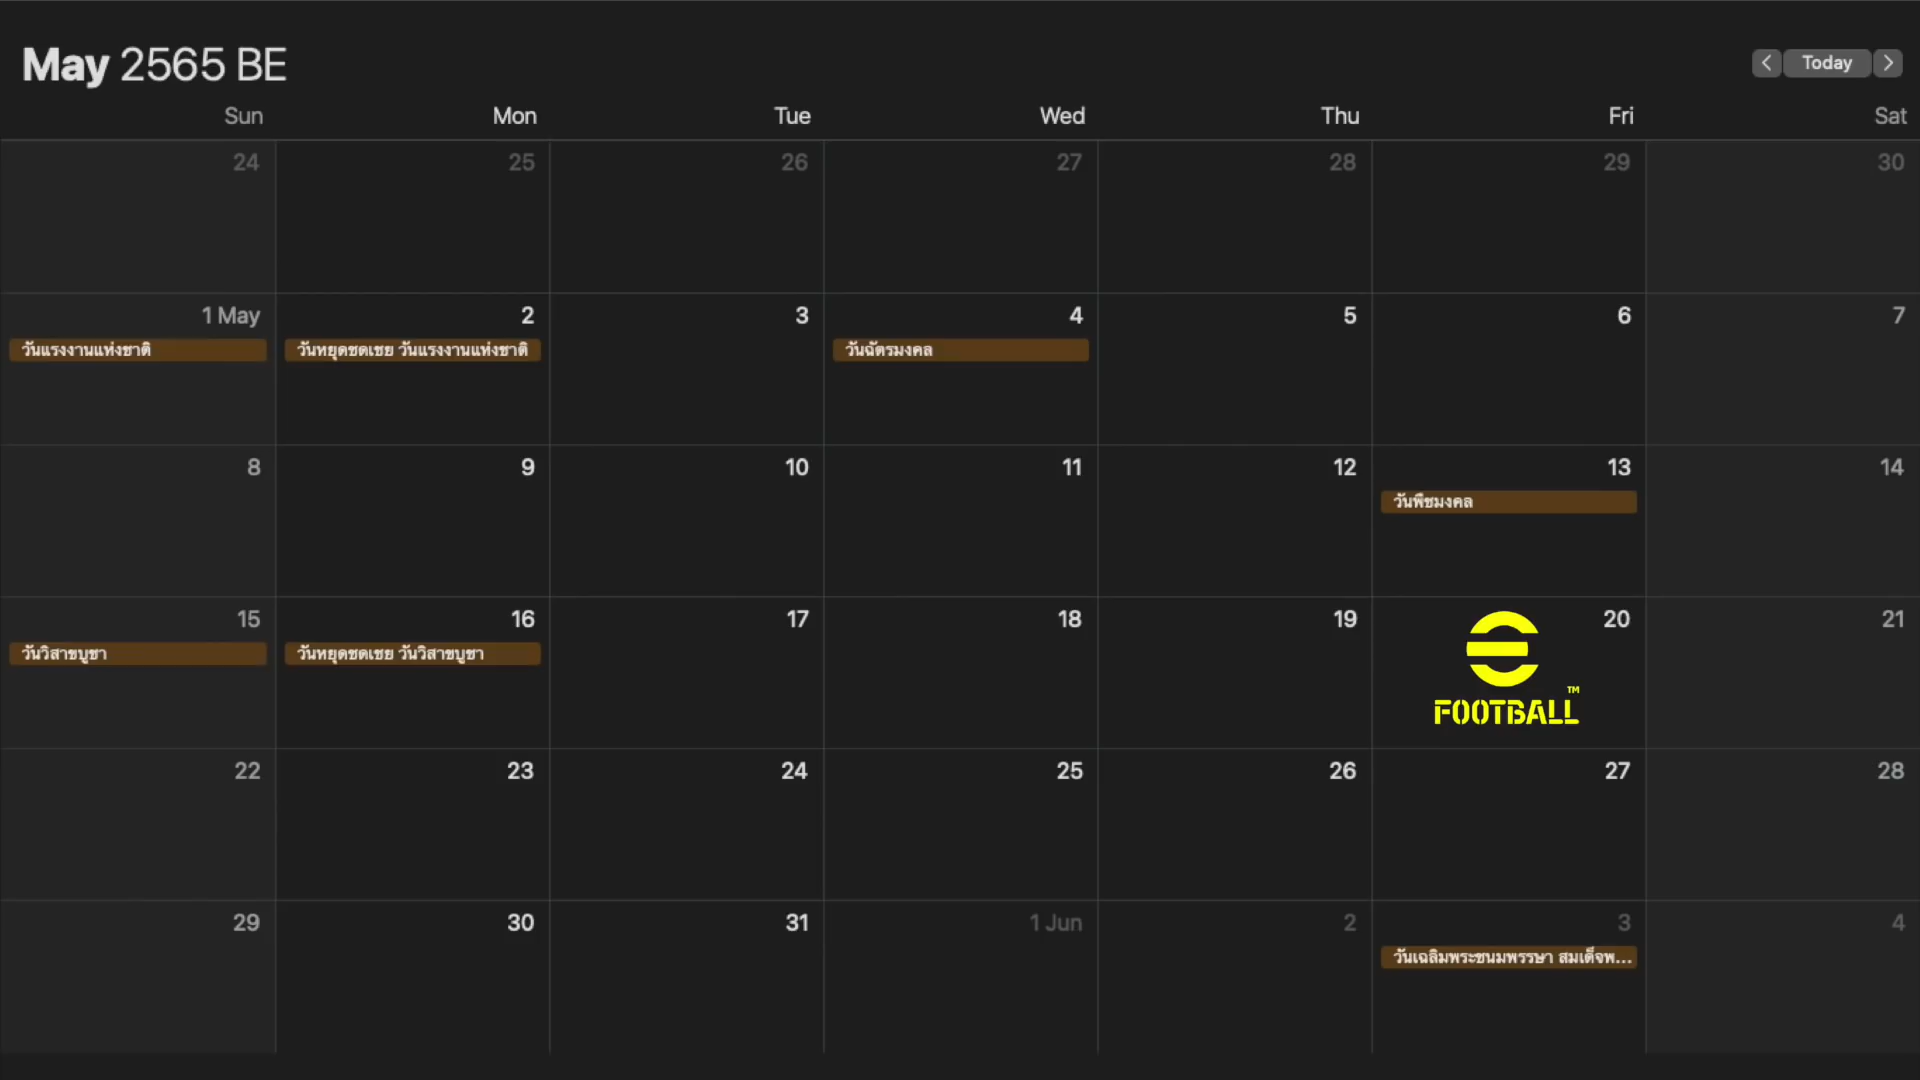 May 2565 BE
Today
Sun Mon Tue Wed Thu Fri Sat
24 25 26 27 28 29 30
1 May 2 3 4 5 6 7
วันแรงงานแห่งชาติ วันหยุดชดเชย วันแรงงานแห่งชาติ วันฉัตรมงคล
8 9 10 11 12 13 14
วันพืชมงคล
15 16 17 18 19 20 21
วันวิสาขบูชา วันหยุดชดเชย วันวิสาขบูชา
FOOTBALL™
22 23 24 25 26 27 28
29 30 31 1 Jun 2 3 4
วันเฉลิมพระชนมพรรษา สมเด็จพ...